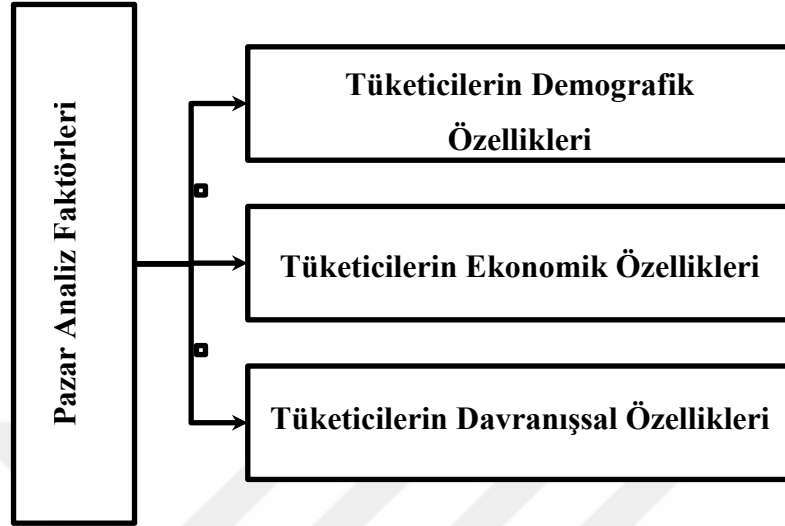 Pazar Analiz Faktörleri
Tüketicilerin Demografik
Özellikleri
Tüketicilerin Ekonomik Özellikleri
Tüketicilerin Davranışsal Özellikleri